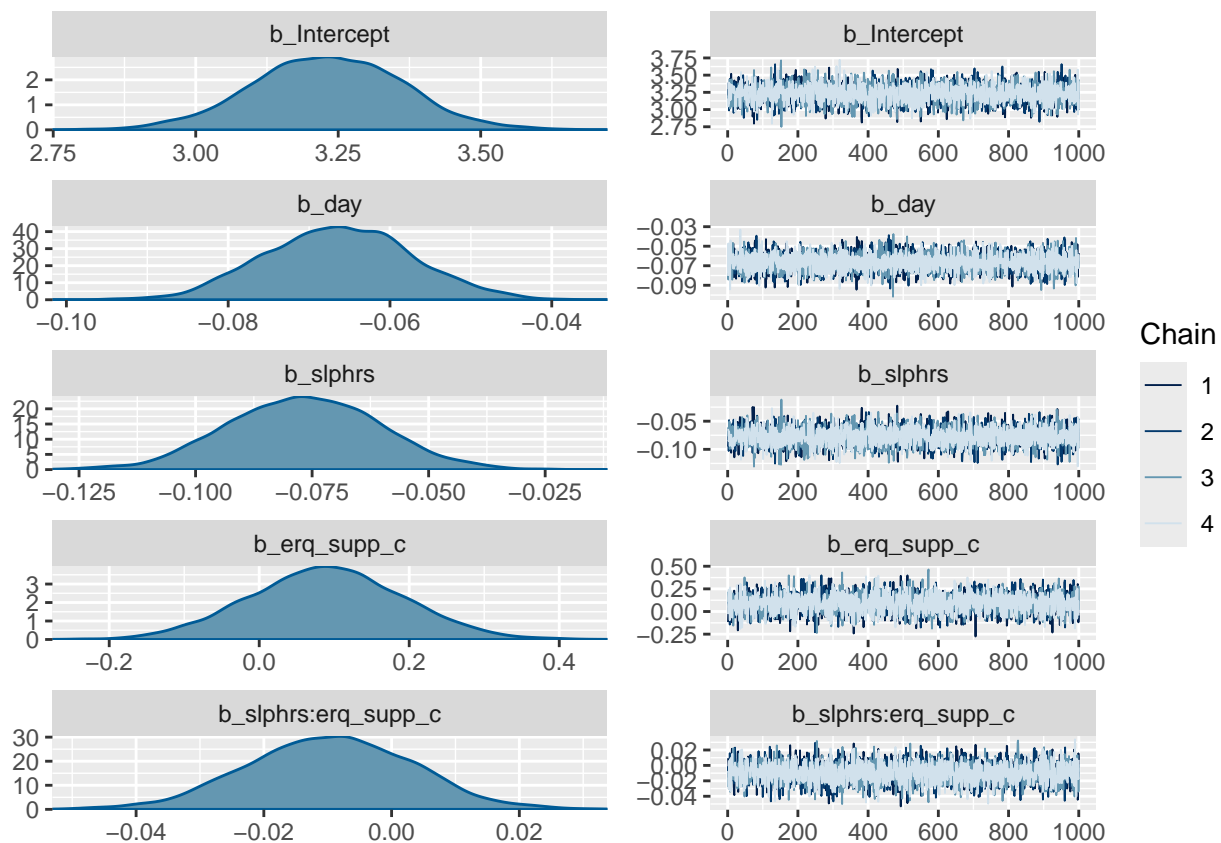 b_Intercept
2
1
0
2.75 3.00 3.25 3.50
b_Intercept
3.75
3.50
3.25
3.00
2.75
0 200 400 600 800 1000
b_day
40
30
20
10
0
−0.10 −0.08 −0.06 −0.04
b_day
−0.03
−0.05
−0.07
−0.09
0 200 400 600 800 1000
b_slphrs
20
15
10
5
0
−0.125 −0.100 −0.075 −0.050 −0.025
b_slphrs
−0.05
−0.10
0 200 400 600 800 1000
b_erq_supp_c
3
2
1
0
−0.2 0.0 0.2 0.4
b_erq_supp_c
0.50
0.25
0.00
−0.25
0 200 400 600 800 1000
b_slphrs:erq_supp_c
30
20
10
0
−0.04 −0.02 0.00 0.02
b_slphrs:erq_supp_c
0.02
0.00
−0.02
−0.04
0 200 400 600 800 1000
Chain
1
2
3
4